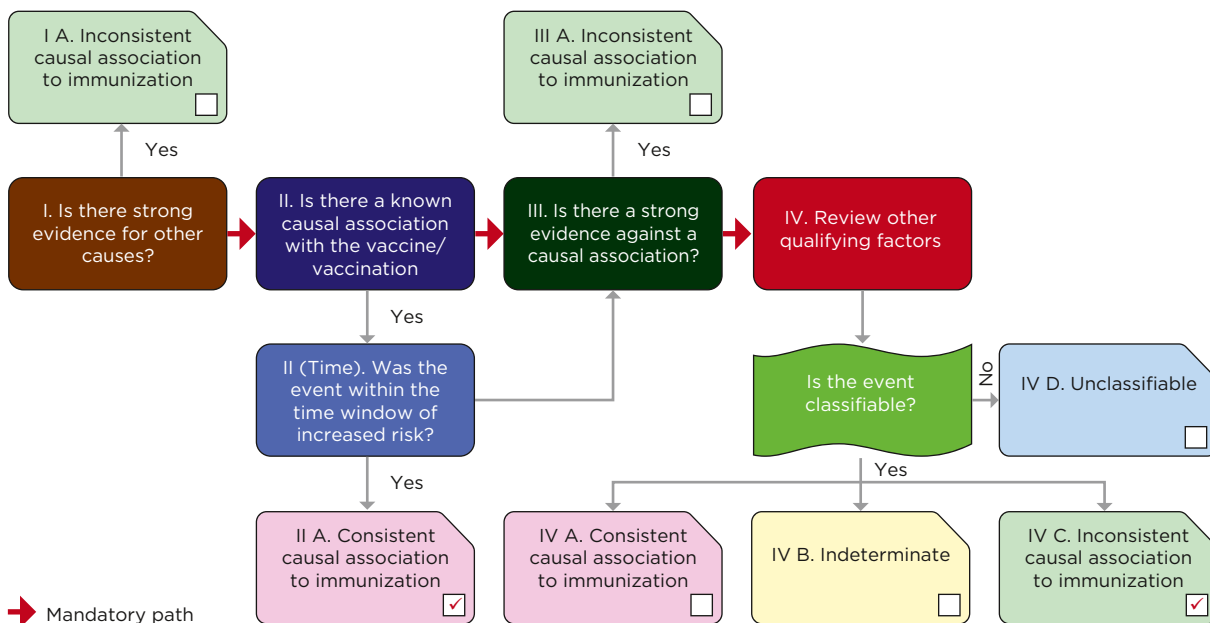 I A. Inconsistent
causal association
to immunization
III A. Inconsistent
causal association
to immunization
Yes
Yes
I. Is there strong
evidence for other
causes?
II. Is there a known
causal association
with the vaccine/
vaccination
III. Is there a strong
evidence against a
causal association?
IV. Review other
qualifying factors
Yes
II (Time). Was the
event within the
time window of
increased risk?
Is the event
classifiable?
No
IV D. Unclassifiable
Yes
Yes
II A. Consistent
causal association
to immunization
IV A. Consistent
causal association
to immunization
IV B. Indeterminate
IV C. Inconsistent
causal association
to immunization
Mandatory path